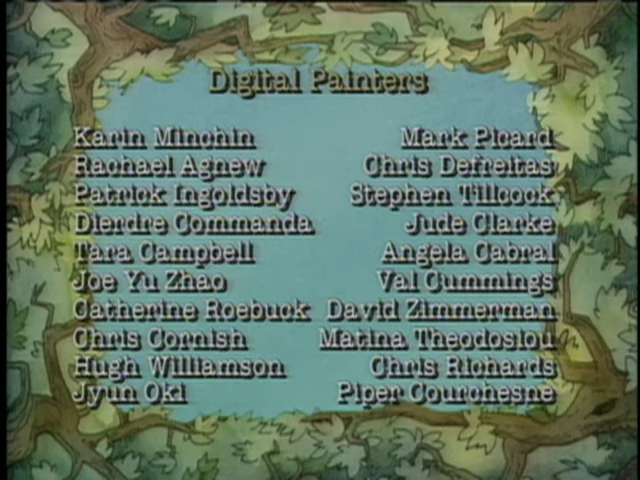 Digital Painters
Karin Minchin Mark Picard
Rachael Agnew Chris Defreitas
Patrick Ingoldsby Stephen Tillcock
Dierdre Commanda Jude Clarke
Tara Campbell Angela Cabral
Joe Yu Zhao Val Cummings
Catherine Roebuck David Zimmerman
Chris Cornish Matina Theodosiou
Hugh Williamson Chris Richards
Jyun Oki Piper Courchesne